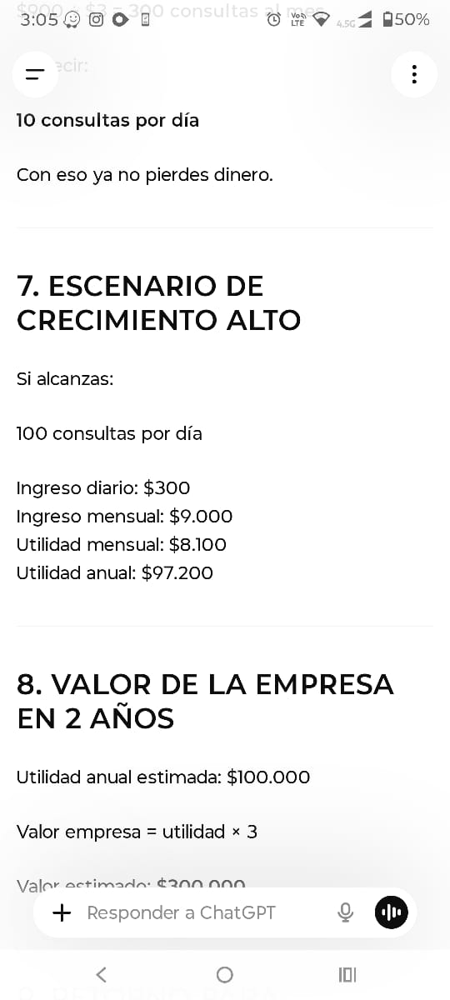 $900 ÷ $3 = 300 consultas al mes
3:05 VoD LTE 4.5G 50%
ecir:
10 consultas por día
Con eso ya no pierdes dinero.
7. ESCENARIO DE
CRECIMIENTO ALTO
Si alcanzas:
100 consultas por día
Ingreso diario: $300
Ingreso mensual: $9.000
Utilidad mensual: $8.100
Utilidad anual: $97.200
8. VALOR DE LA EMPRESA
EN 2 AÑOS
Utilidad anual estimada: $100.000
Valor empresa = utilidad × 3
Valor estimado: $300.000
Responder a ChatGPT